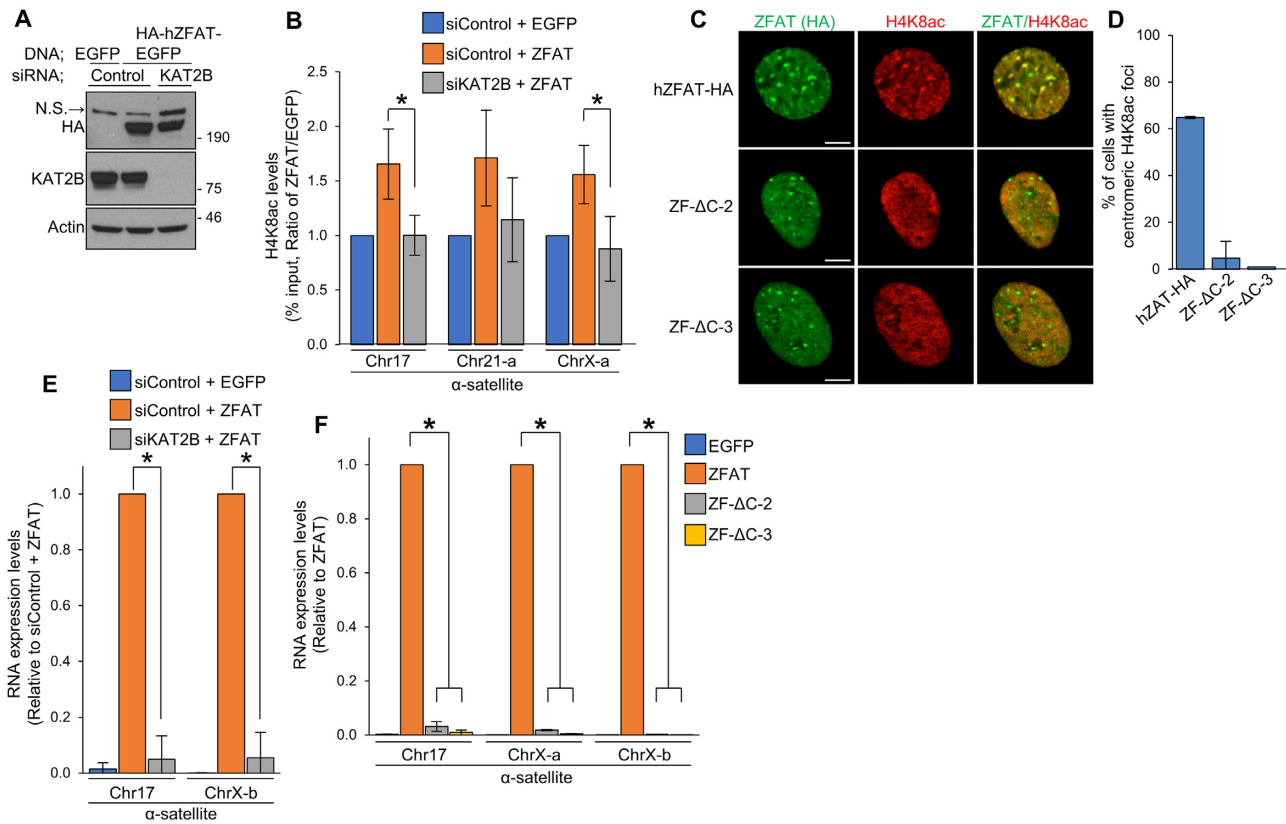 A
HA-hZFAT-
DNA; EGFP EGFP
siRNA; Control KAT2B
N.S.→
HA
- 190
KAT2B
- 75
- 46
Actin
B
siControl + EGFP
siControl + ZFAT
siKAT2B + ZFAT
H4K8ac levels
(% input, Ratio of ZFAT/EGFP)
2.5
2.0
1.5
1.0
0.5
0.0
* *
Chr17 Chr21-a ChrX-a
α-satellite
C
ZFAT (HA) H4K8ac ZFAT/H4K8ac
hZFAT-HA
ZF-ΔC-2
ZF-ΔC-3
D
% of cells with
centromeric H4K8ac foci
100
80
60
40
20
0
hZAT-HA
ZF-ΔC-2
ZF-ΔC-3
E
siControl + EGFP
siControl + ZFAT
siKAT2B + ZFAT
RNA expression levels
(Relative to siControl + ZFAT)
1.0
0.8
0.6
0.4
0.2
0.0
* *
Chr17 ChrX-b
α-satellite
F
RNA expression levels
(Relative to ZFAT)
1.0
0.8
0.6
0.4
0.2
0.0
* * *
EGFP
ZFAT
ZF-ΔC-2
ZF-ΔC-3
Chr17 ChrX-a ChrX-b
α-satellite